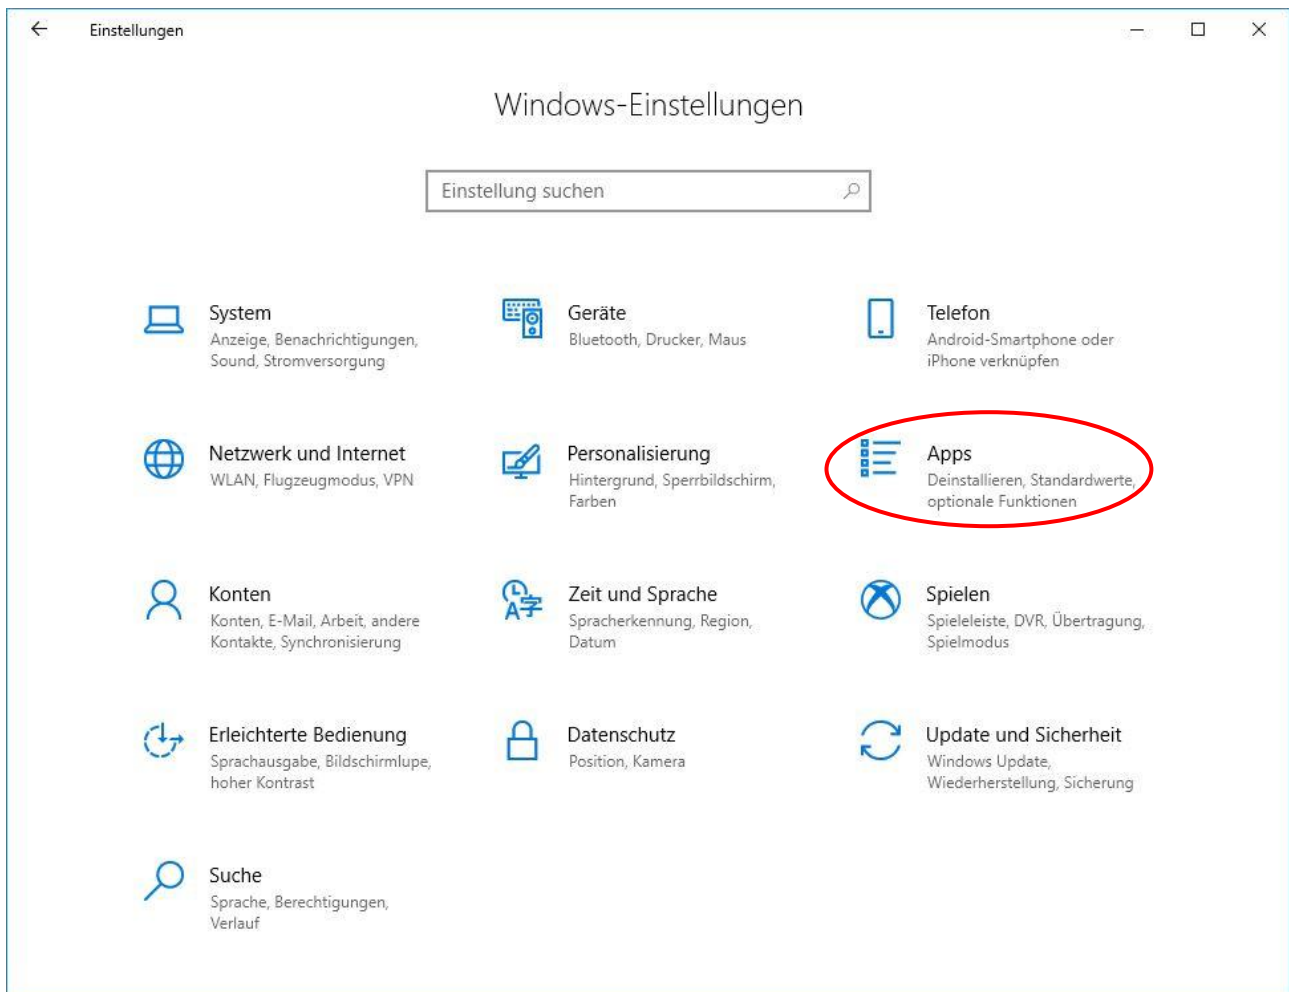 Einstellungen
Windows-Einstellungen
Einstellung suchen
System
Anzeige, Benachrichtigungen,
Sound, Stromversorgung
Geräte
Bluetooth, Drucker, Maus
Telefon
Android-Smartphone oder
iPhone verknüpfen
Netzwerk und Internet
WLAN, Flugzeugmodus, VPN
Personalisierung
Hintergrund, Sperrbildschirm,
Farben
Apps
Deinstallieren, Standardwerte,
optionale Funktionen
Konten
Konten, E-Mail, Arbeit, andere
Kontakte, Synchronisierung
Zeit und Sprache
Spracherkennung, Region,
Datum
Spielen
Spieleleiste, DVR, Übertragung,
Spielmodus
Erleichterte Bedienung
Sprachausgabe, Bildschirmlupe,
hoher Kontrast
Datenschutz
Position, Kamera
Update und Sicherheit
Windows Update,
Wiederherstellung, Sicherung
Suche
Sprache, Berechtigungen,
Verlauf